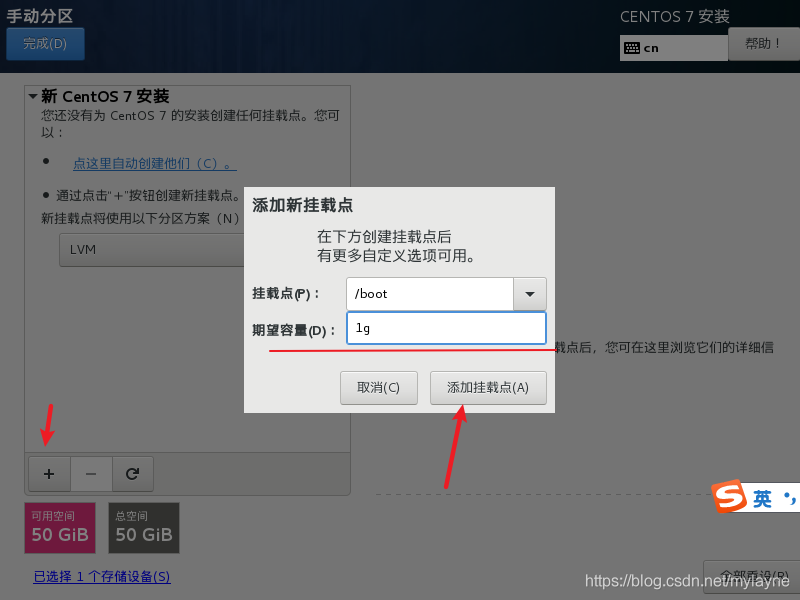 手动分区
CENTOS 7 安装
完成(D)
cn
帮助！
新 CentOS 7 安装
您还没有为 CentOS 7 的安装创建任何挂载点。您可
以：
点这里自动创建他们（C）。
通过点击"+"按钮创建新挂载点。
新挂载点将使用以下分区方案（N）
LVM
添加新挂载点
在下方创建挂载点后
有更多自定义选项可用。
挂载点(P)：
/boot
期望容量(D)：
1g
取消(C)
添加挂载点(A)
载点后，您可在这里浏览它们的详细信
+
−
可用空间
50 GiB
总空间
50 GiB
英
已选择 1 个存储设备(S)
全部重设(R)
https://blog.csdn.net/mylayne